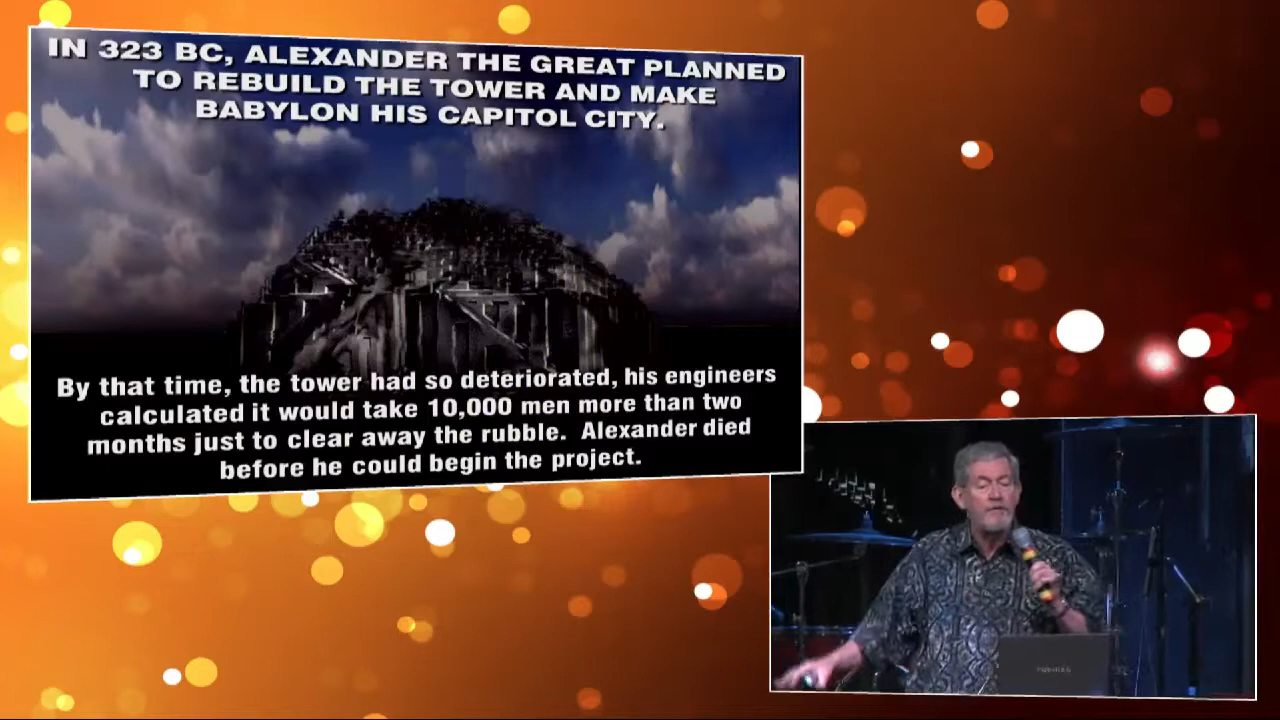 IN 323 BC, ALEXANDER THE GREAT PLANNED
TO REBUILD THE TOWER AND MAKE
BABYLON HIS CAPITOL CITY.
By that time, the tower had so deteriorated, his engineers
calculated it would take 10,000 men more than two
months just to clear away the rubble. Alexander died
before he could begin the project.